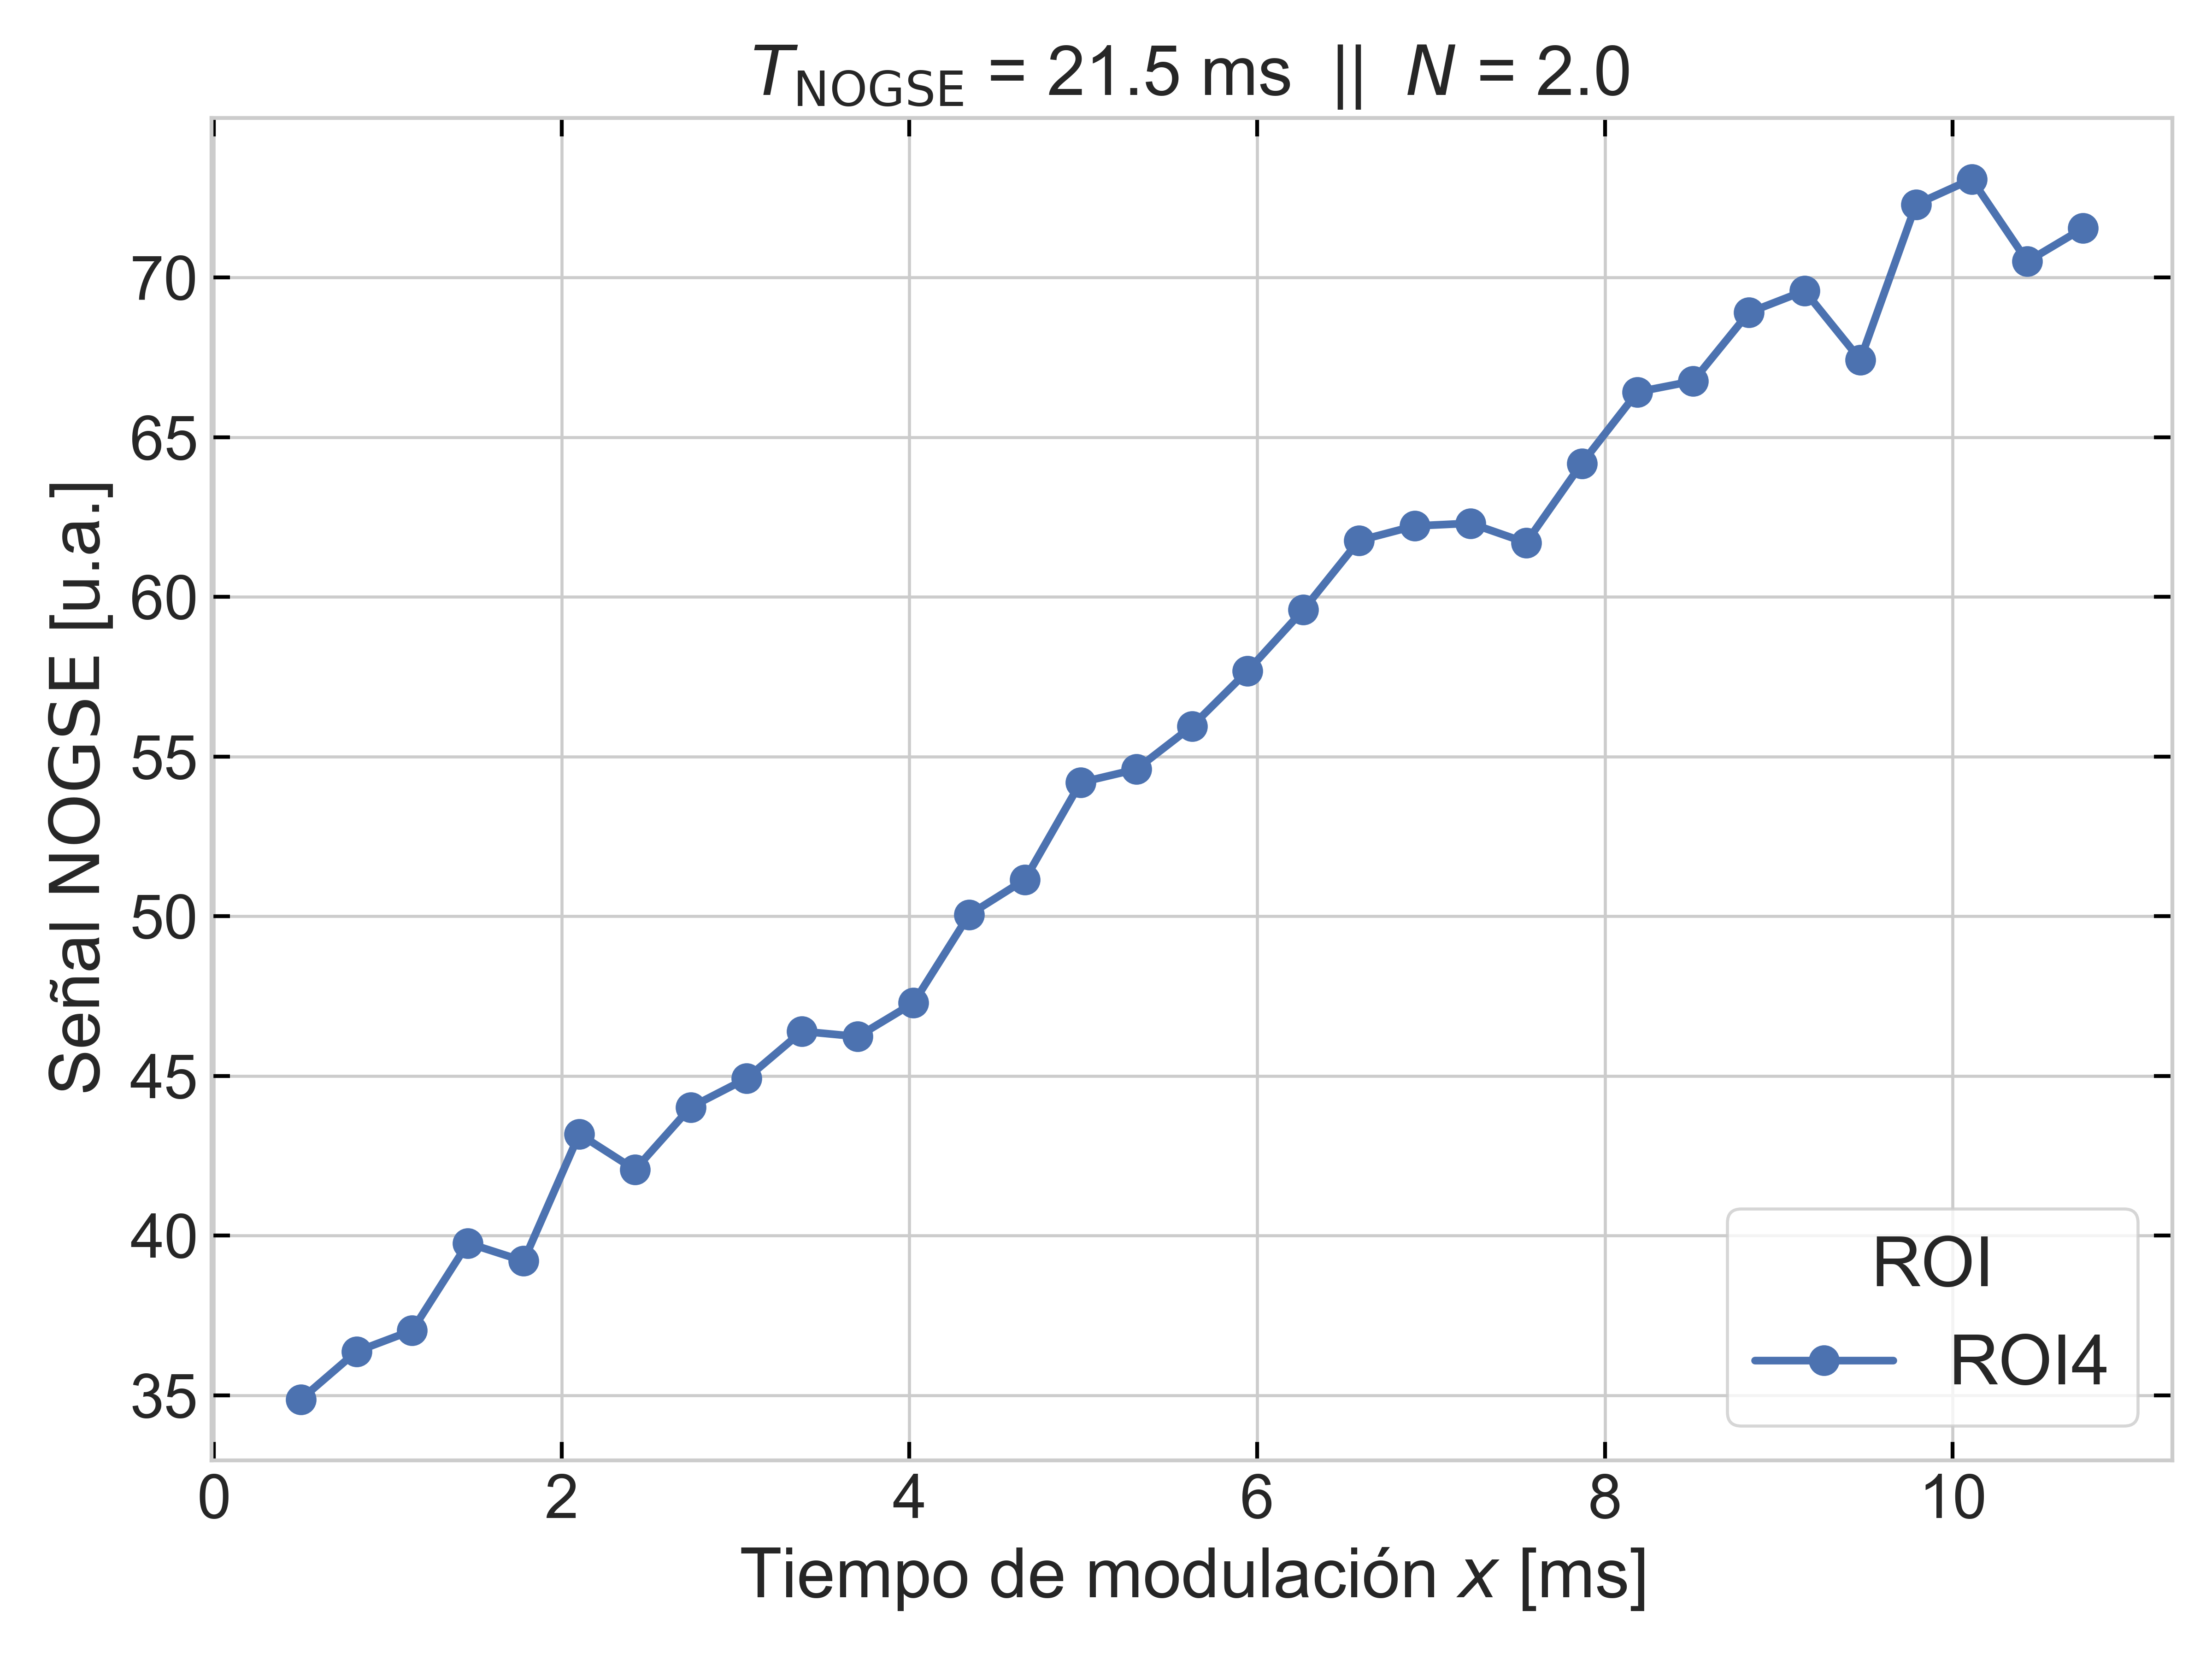 T_NOGSE = 21.5 ms || N = 2.0
Señal NOGSE [u.a.]
70
65
60
55
50
45
40
35
ROI
ROI4
0 2 4 6 8 10
Tiempo de modulación x [ms]